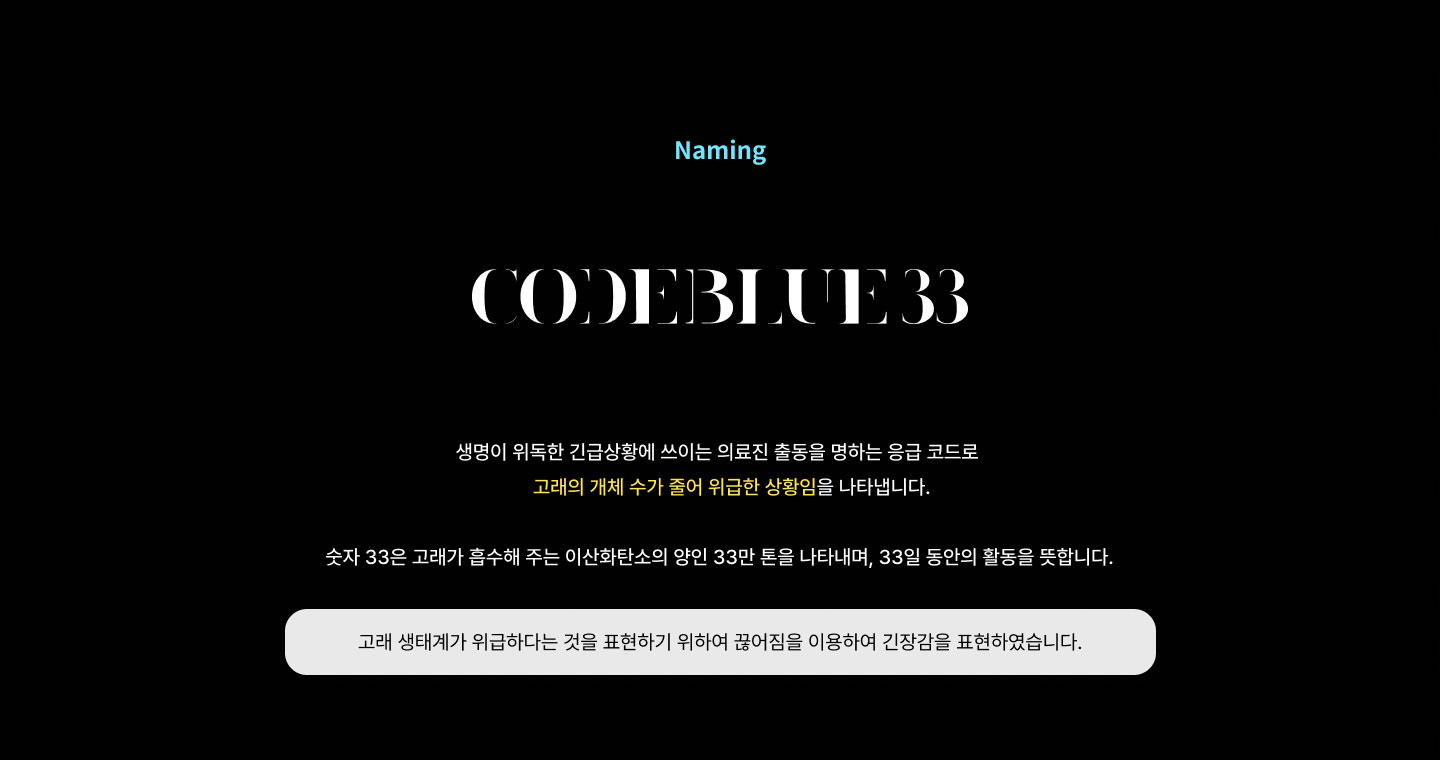 Naming
CODEBLUE 33
생명이 위독한 긴급상황에 쓰이는 의료진 출동을 명하는 응급 코드로
고래의 개체 수가 줄어 위급한 상황임을 나타냅니다.
숫자 33은 고래가 흡수해 주는 이산화탄소의 양인 33만 톤을 나타내며, 33일 동안의 활동을 뜻합니다.
고래 생태계가 위급하다는 것을 표현하기 위하여 끊어짐을 이용하여 긴장감을 표현하였습니다.